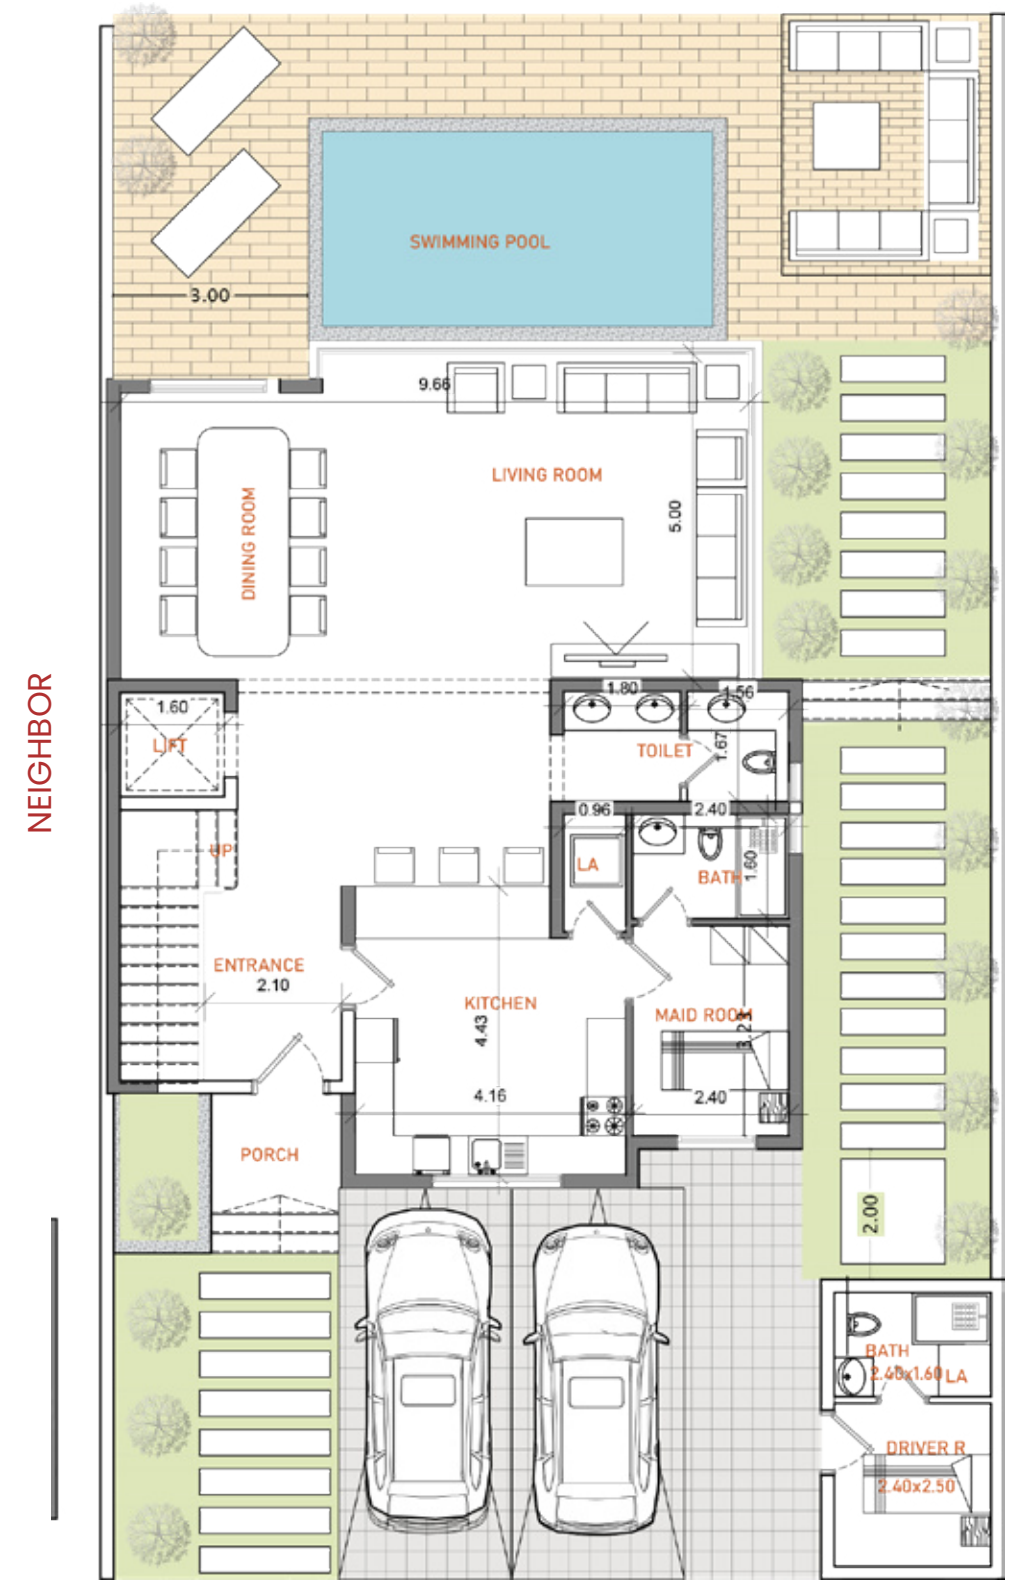 SWIMMING POOL
3.00
9.66
LIVING ROOM
DINING ROOM
5.00
NEIGHBOR
1.80
1.56
1.60
LIFT
TOILET
1.67
0.96
2.40
UP
LA
BATH
1.60
ENTRANCE
2.10
KITCHEN
4.43
MAID ROOM
4.16
2.40
PORCH
2.00
BATH
2.40x1.60
LA
DRIVER R
2.40x2.50